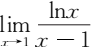 lim x→1 lnx / x − 1